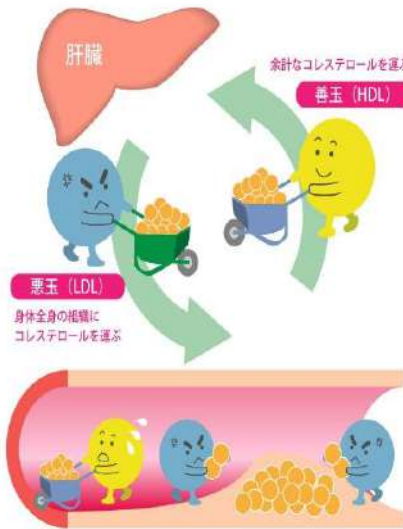 肝臓
余計なコレステロールを運ぶ
善玉（HDL）
悪玉（LDL）
身体全身の組織に
コレステロールを運ぶ